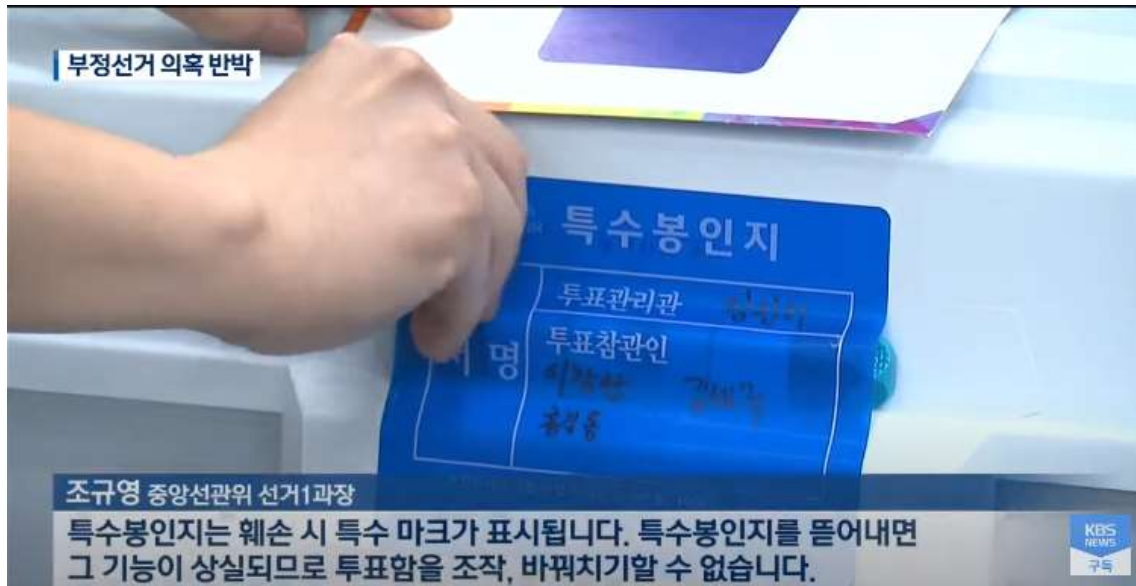 부정선거 의혹 반박
특수봉인지
투표관리관
서명
투표참관인
홍길동
조규영 중앙선관위 선거1과장
특수봉인지는 훼손 시 특수 마크가 표시됩니다. 특수봉인지를 뜯어내면
그 기능이 상실되므로 투표함을 조작, 바꿔치기할 수 없습니다.
KBS
NEWS
구독